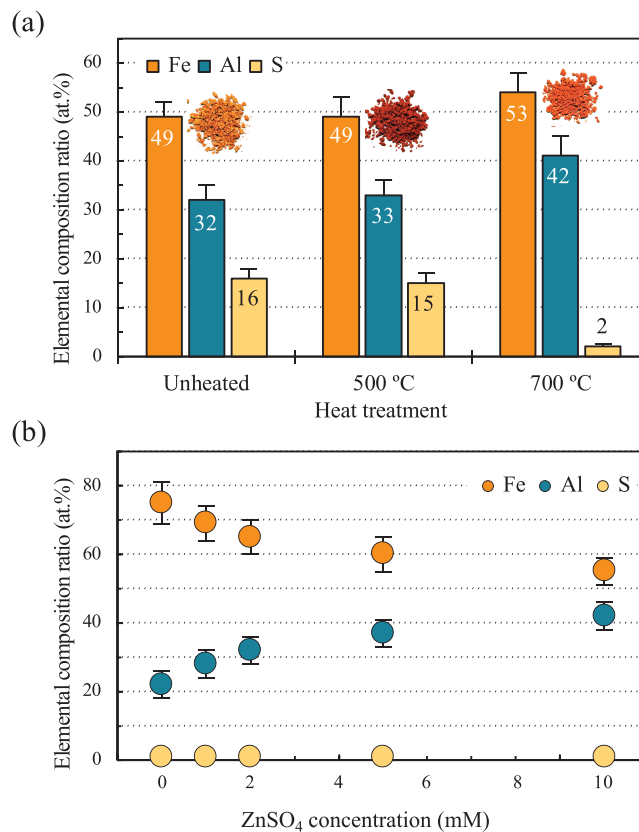 (a)
Elemental composition ratio (at.%)
60
50
40
30
20
10
0
Fe Al S
49 32 16
49 33 15
53 42 2
Unheated 500 ºC 700 ºC
Heat treatment
(b)
Elemental composition ratio (at.%)
80
60
40
20
0
Fe Al S
0 2 4 6 8 10
ZnSO4 concentration (mM)